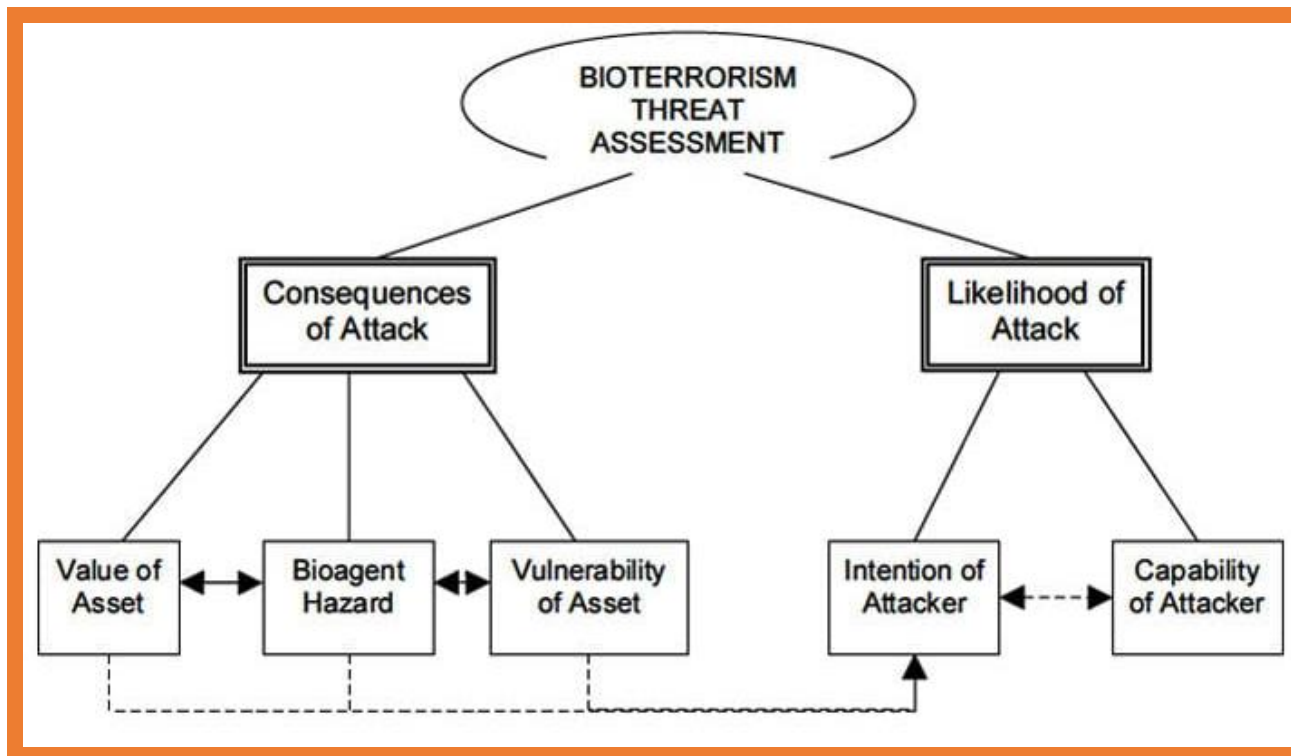 BIOTERRORISM
THREAT
ASSESSMENT
Consequences
of Attack
Likelihood of
Attack
Value of
Asset
Bioagent
Hazard
Vulnerability
of Asset
Intention of
Attacker
Capability
of Attacker